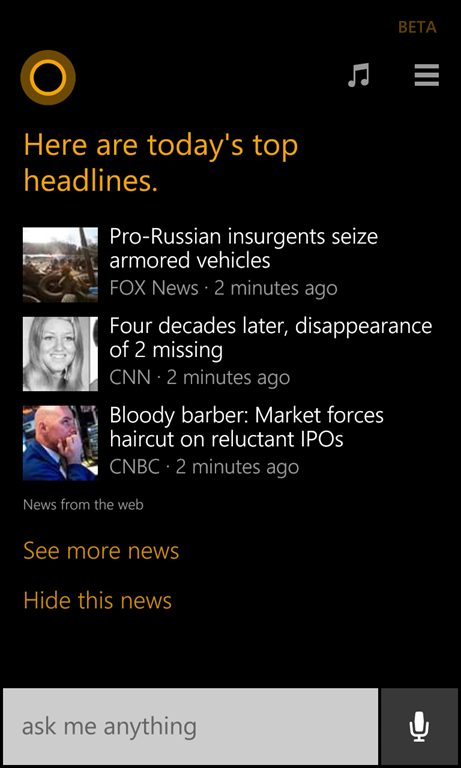 BETA
Here are today's top
headlines.
Pro-Russian insurgents seize
armored vehicles
FOX News · 2 minutes ago
Four decades later, disappearance
of 2 missing
CNN · 2 minutes ago
Bloody barber: Market forces
haircut on reluctant IPOs
CNBC · 2 minutes ago
News from the web
See more news
Hide this news
ask me anything